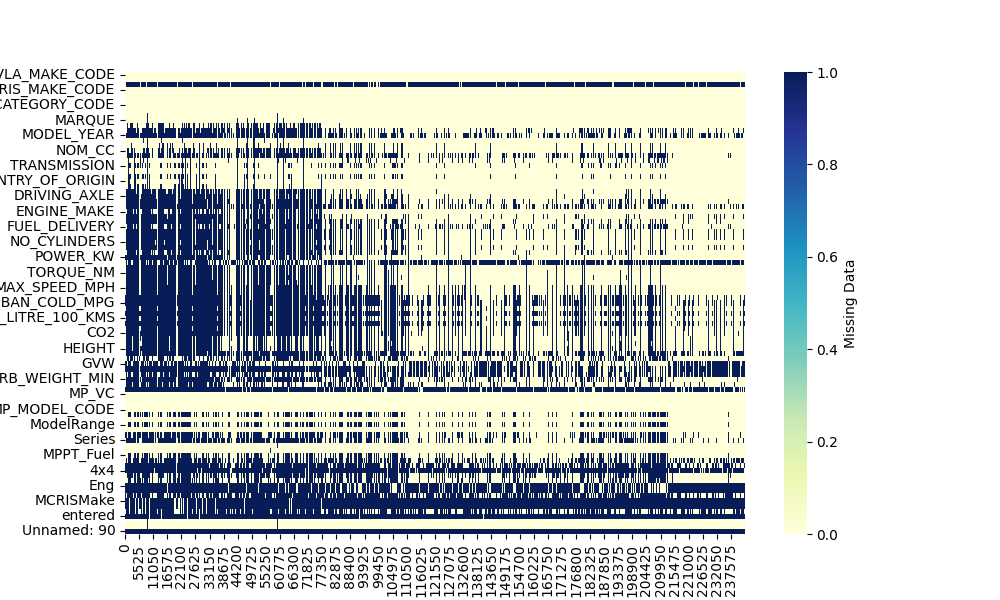 VLA_MAKE_CODE
RIS_MAKE_CODE
CATEGORY_CODE
MARQUE
MODEL_YEAR
NOM_CC
TRANSMISSION
NTRY_OF_ORIGIN
DRIVING_AXLE
ENGINE_MAKE
FUEL_DELIVERY
NO_CYLINDERS
POWER_KW
TORQUE_NM
MAX_SPEED_MPH
BAN_COLD_MPG
_LITRE_100_KMS
CO2
HEIGHT
GVW
RB_WEIGHT_MIN
MP_VC
MP_MODEL_CODE
ModelRange
Series
MPPT_Fuel
4x4
Eng
MCRISMake
entered
Unnamed: 90
0
5525
11050
16575
22100
27625
33150
38675
44200
49725
55250
60775
66300
71825
77350
82875
88400
93925
99450
104975
110500
116025
121550
127075
132600
138125
143650
149175
154700
160225
165750
171275
176800
182325
187850
193375
198900
204425
209950
215475
221000
226525
232050
237575
1.0
0.8
0.6
0.4
0.2
0.0
Missing Data